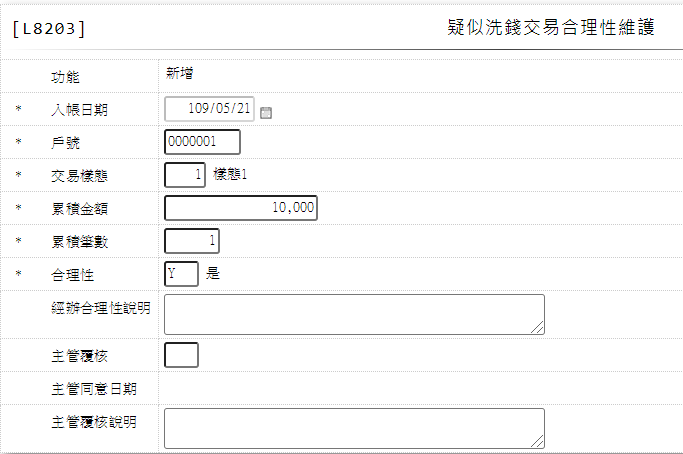 [L8203] 疑似洗錢交易合理性維護
功能 新增
* 入帳日期 109/05/21
* 戶號 0000001
* 交易樣態 1 樣態1
* 累積金額 10,000
* 累積筆數 1
* 合理性 Y 是
經辦合理性說明
主管覆核
主管同意日期
主管覆核說明